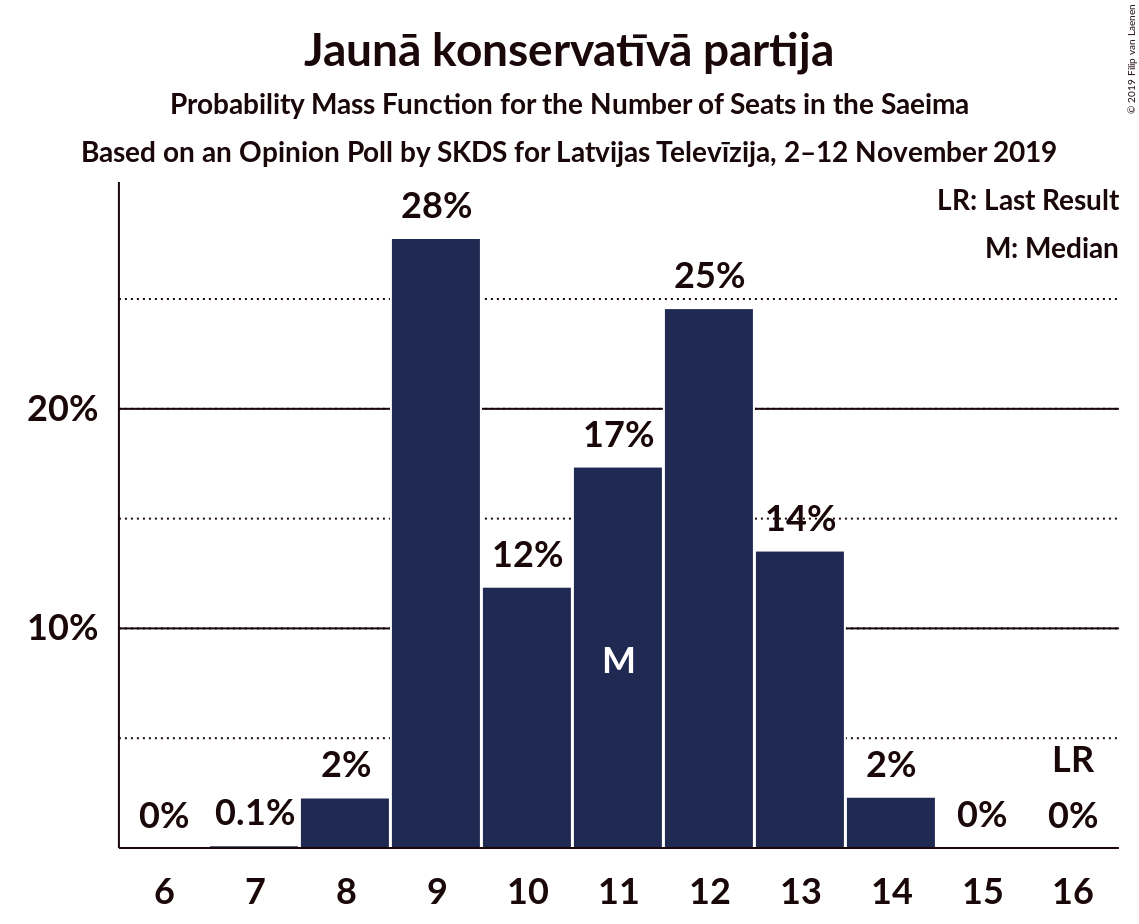 Jaunā konservatīvā partija
Probability Mass Function for the Number of Seats in the Saeima
Based on an Opinion Poll by SKDS for Latvijas Televīzija, 2–12 November 2019
© 2019 Filip van Laenen
LR: Last Result
M: Median
20%
10%
0%
0.1%
2%
28%
12%
17%
25%
14%
2%
0%
0%
M
LR
6 7 8 9 10 11 12 13 14 15 16